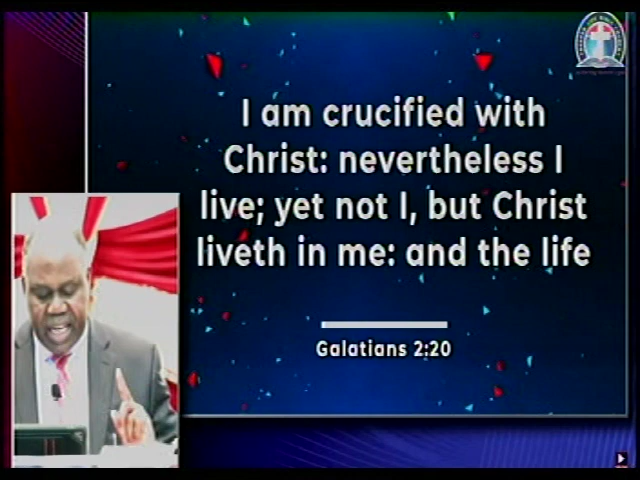 I am crucified with
Christ: nevertheless I
live; yet not I, but Christ
liveth in me: and the life
Galatians 2:20